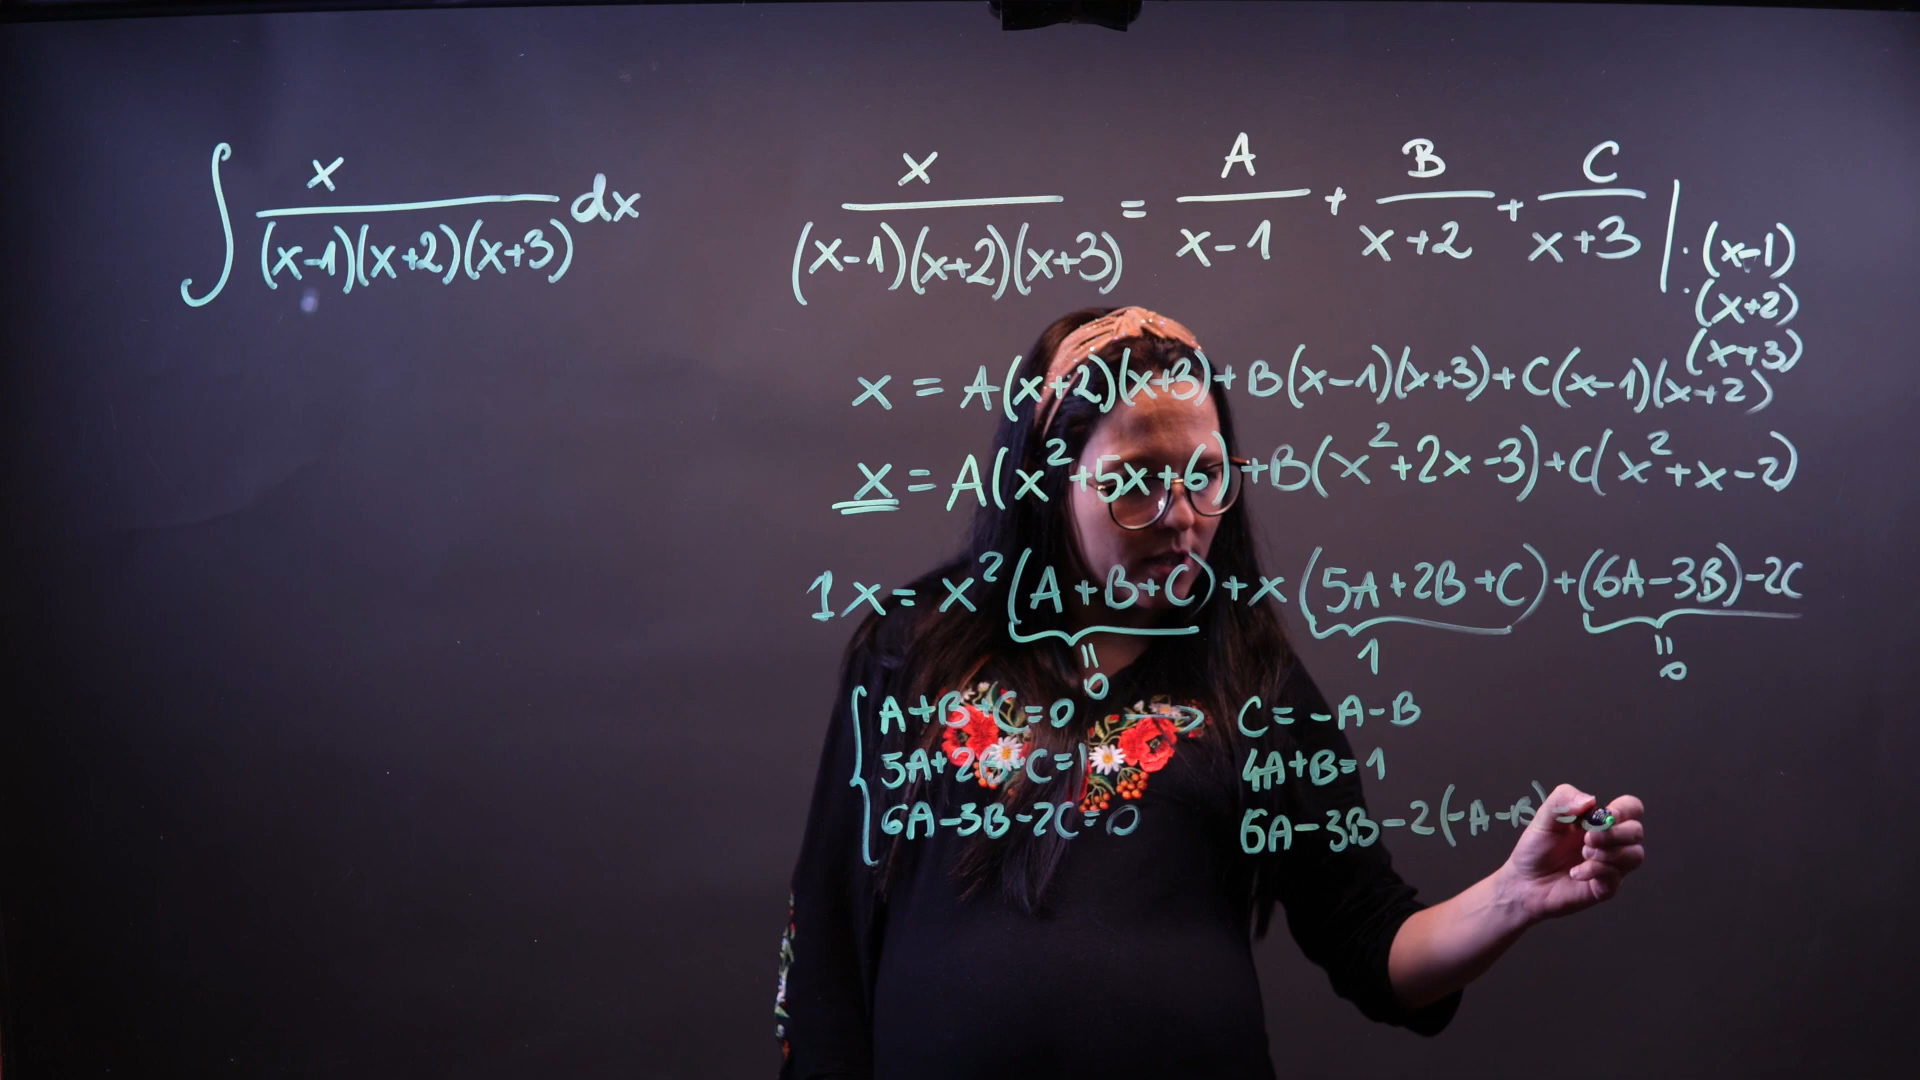 ∫ x/((x-1)(x+2)(x+3)) dx
x/((x-1)(x+2)(x+3)) = A/(x-1) + B/(x+2) + C/(x+3) | ·(x-1)
·(x+2)
(x+3)
x = A(x+2)(x+3)+B(x-1)(x+3)+C(x-1)(x+2)
x = A(x²+5x+6)+B(x²+2x-3)+C(x²+x-2)
1x = x²(A+B+C)+x(5A+2B+C)+(6A-3B)-2C
=0 1 =0
A+B+C=0 → C=-A-B
5A+2B+C=1 4A+B=1
6A-3B-2C=0 6A-3B-2(-A-B)=